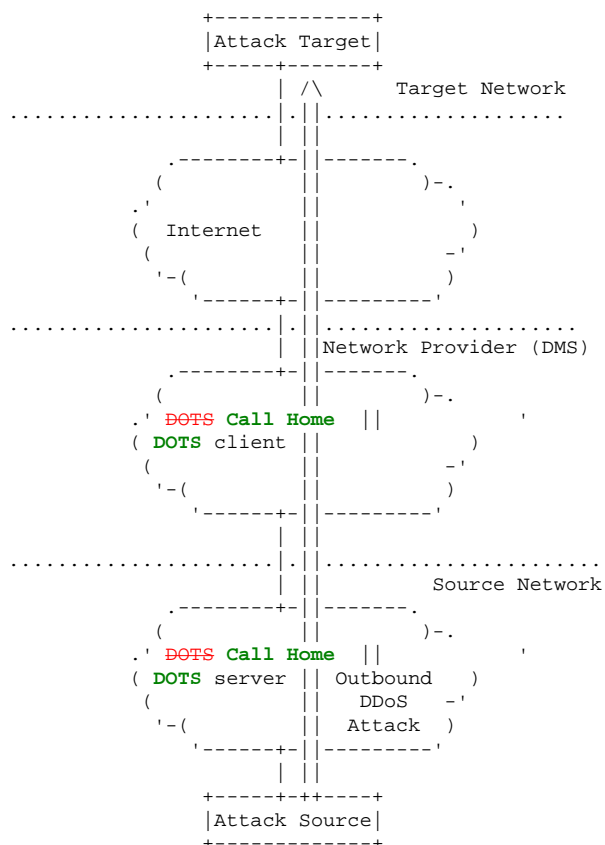 Attack Target
Target Network
Internet
Network Provider (DMS)
DOTS Call Home
DOTS client
Source Network
DOTS Call Home
DOTS server Outbound
DDoS
Attack
Attack Source